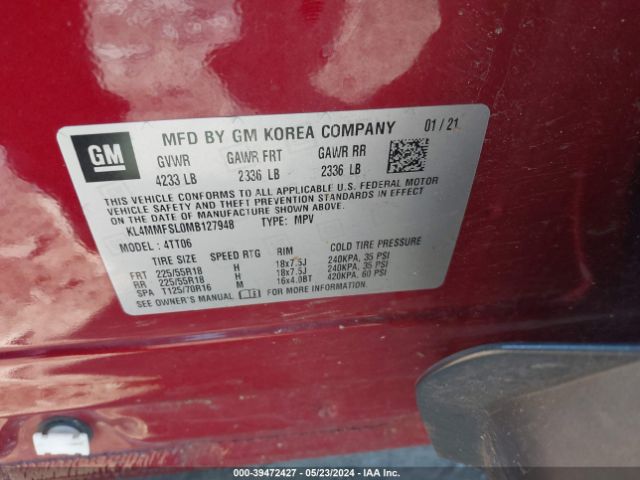 GM
MFD BY GM KOREA COMPANY 01/21
GVWR GAWR FRT GAWR RR
4233 LB 2336 LB 2336 LB
THIS VEHICLE CONFORMS TO ALL APPLICABLE U.S. FEDERAL MOTOR
VEHICLE SAFETY AND THEFT PREVENTION STANDARDS IN EFFECT
ON THE DATE OF MANUFACTURE SHOWN ABOVE.
KL4MMFSL0MB127948 TYPE: MPV
MODEL: 4TT06
TIRE SIZE SPEED RTG RIM COLD TIRE PRESSURE
FRT 225/55R18 H 18x7.5J 240KPA, 35 PSI
RR 225/55R18 H 18x7.5J 240KPA, 35 PSI
SPA T125/70R16 M 16x4.0BT 420KPA, 60 PSI
SEE OWNER'S MANUAL FOR MORE INFORMATION.
39472427 - 05/23/2024 - IAA Inc.